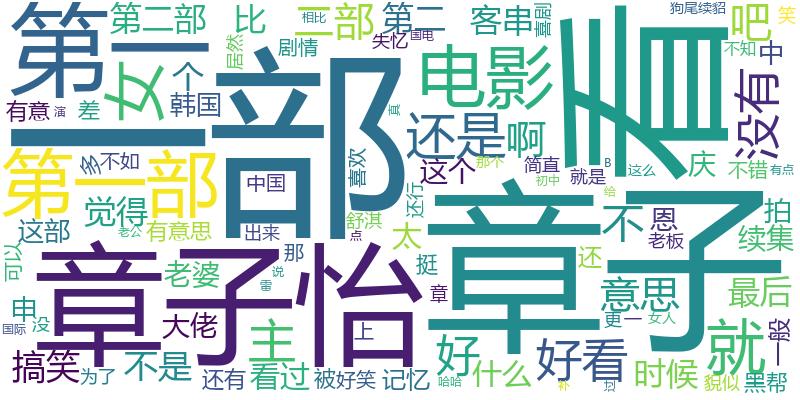 第二部 比 三部 第二 客串 喜剧 狗尾续貂 吧 笑
相比 国电
第一 女 个 居然 剧情 失忆 电影 看 不知 中
有意 演 差 韩国 一部 真 还是 啊 没有
第一部 多 不如 中国 喜欢 这个 那个 简直 B 就是 这么 庆 不错 有点
初中 给
这部 觉得 有意思 出来 舒淇 还行 章子 不 恩 拍
老公 点 太 老板 续集
可以 章子怡 老婆 那 挺 还 意思 最后
申 没 大佬 说 雷 上 章 更 一 女人 就 一般
国际 主 好 好看
搞笑 为了 不是 还有 看过 被 好笑 记忆 哈哈 什么 时候 貌似 黑帮